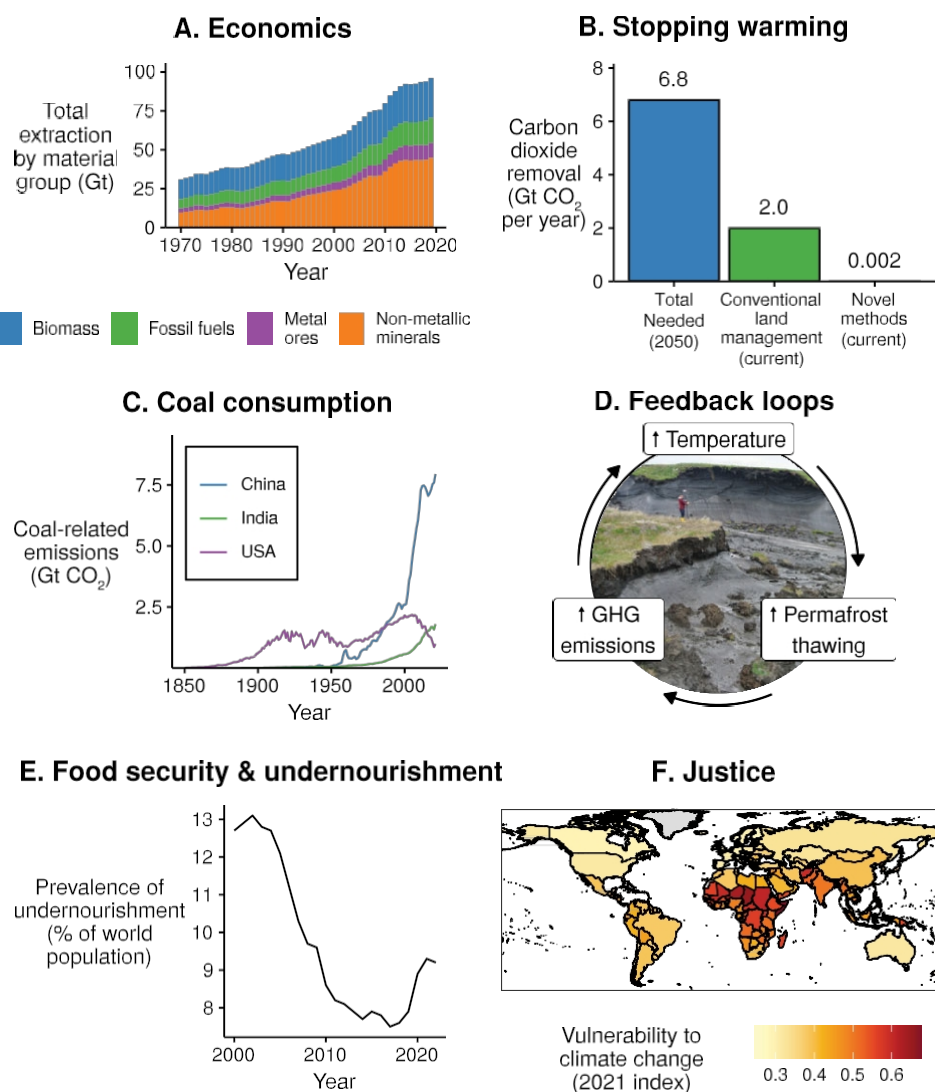 A. Economics
Total
extraction
by material
group (Gt)
100
75
50
25
0
1970 1980 1990 2000 2010 2020
Year
Biomass
Fossil fuels
Metal
ores
Non-metallic
minerals
B. Stopping warming
Carbon
dioxide
removal
(Gt CO₂
per year)
8
6
4
2
0
6.8
2.0
0.002
Total
Needed
(2050)
Conventional
land
management
(current)
Novel
methods
(current)
C. Coal consumption
Coal-related
emissions
(Gt CO₂)
7.5
5.0
2.5
China
India
USA
1850 1900 1950 2000
Year
D. Feedback loops
↑ Temperature
↑ GHG
emissions
↑ Permafrost
thawing
E. Food security & undernourishment
Prevalence of
undernourishment
(% of world
population)
13
12
11
10
9
8
2000 2010 2020
Year
F. Justice
Vulnerability to
climate change
(2021 index)
0.3 0.4 0.5 0.6